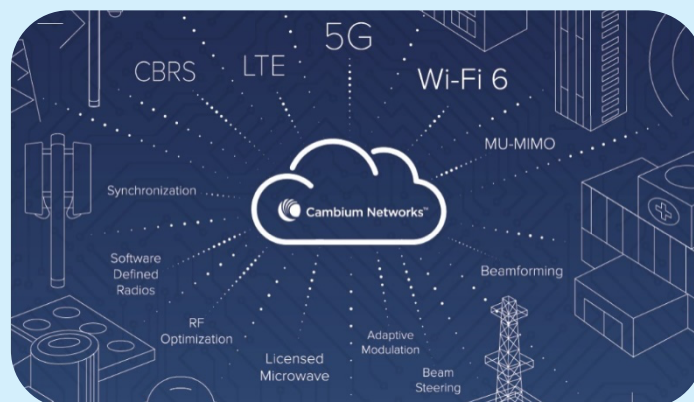 5G
CBRS
LTE
Wi-Fi 6
MU-MIMO
Synchronization
Cambium Networks™
Software
Defined
Radios
Beamforming
RF
Optimization
Adaptive
Modulation
Licensed
Microwave
Beam
Steering